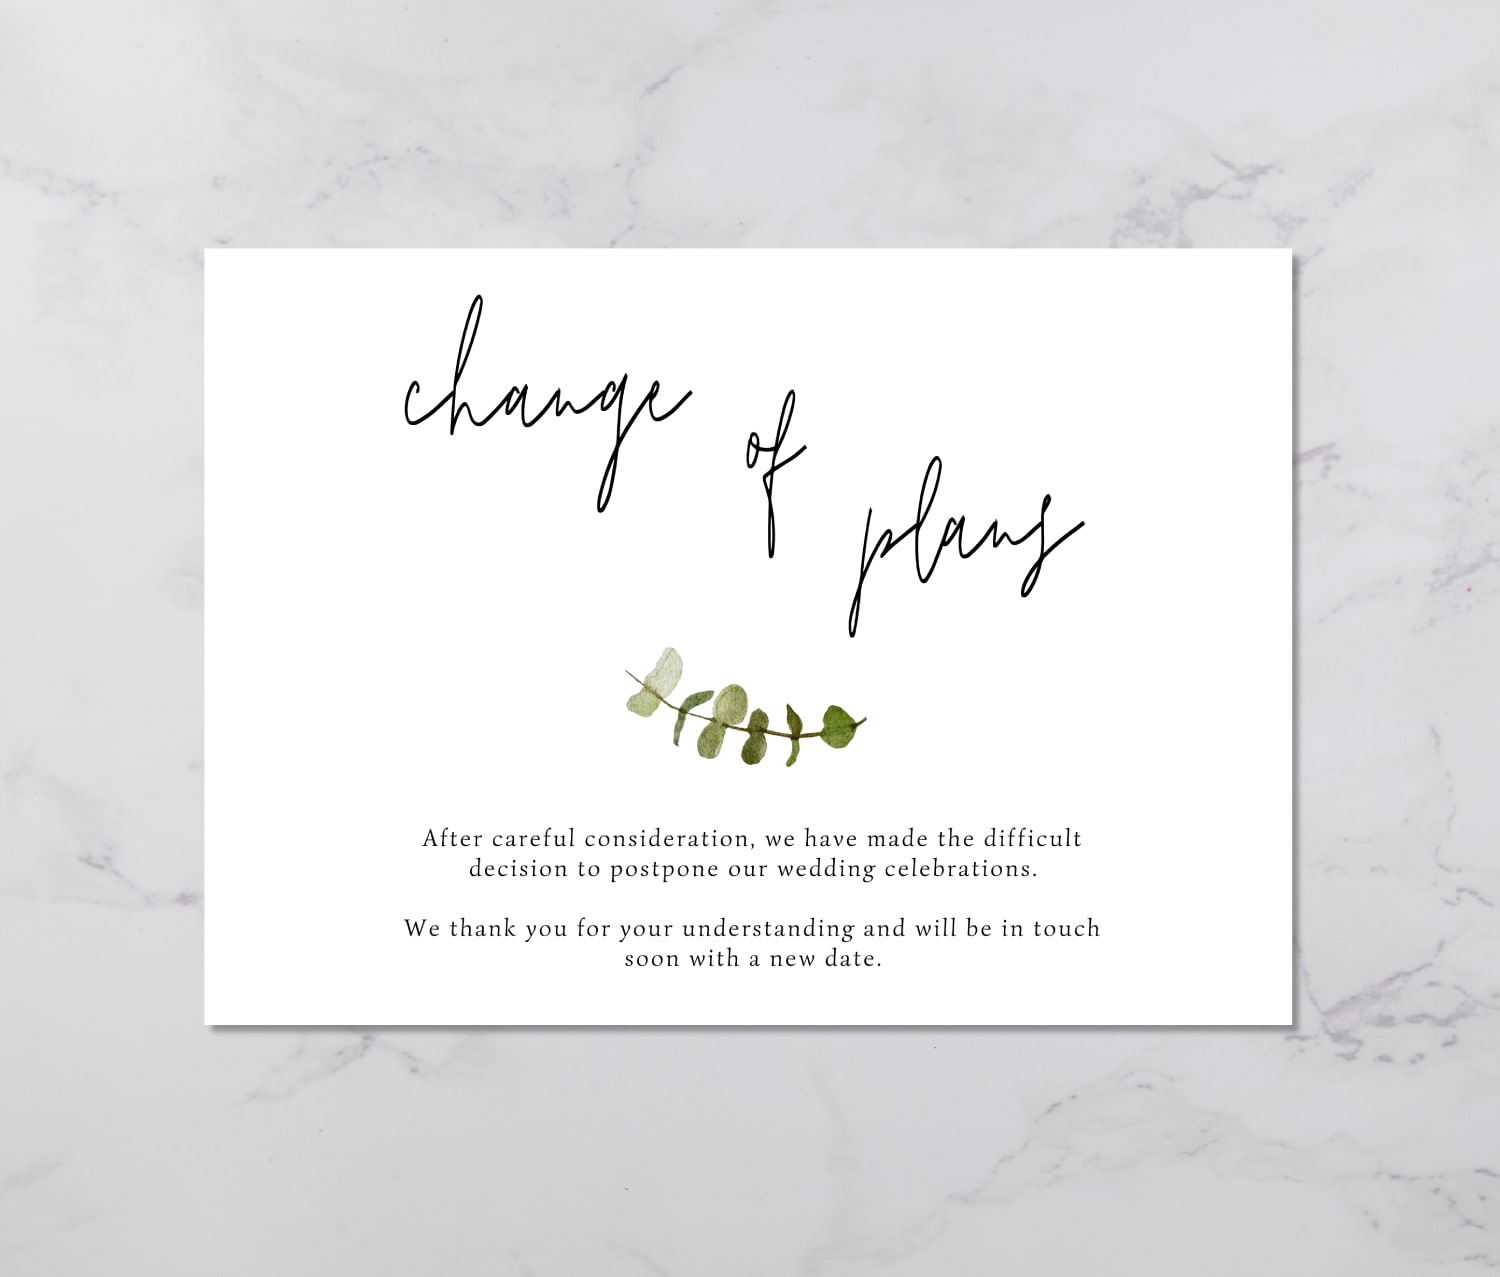 change
of
plans
After careful consideration, we have made the difficult
decision to postpone our wedding celebrations.
We thank you for your understanding and will be in touch
soon with a new date.